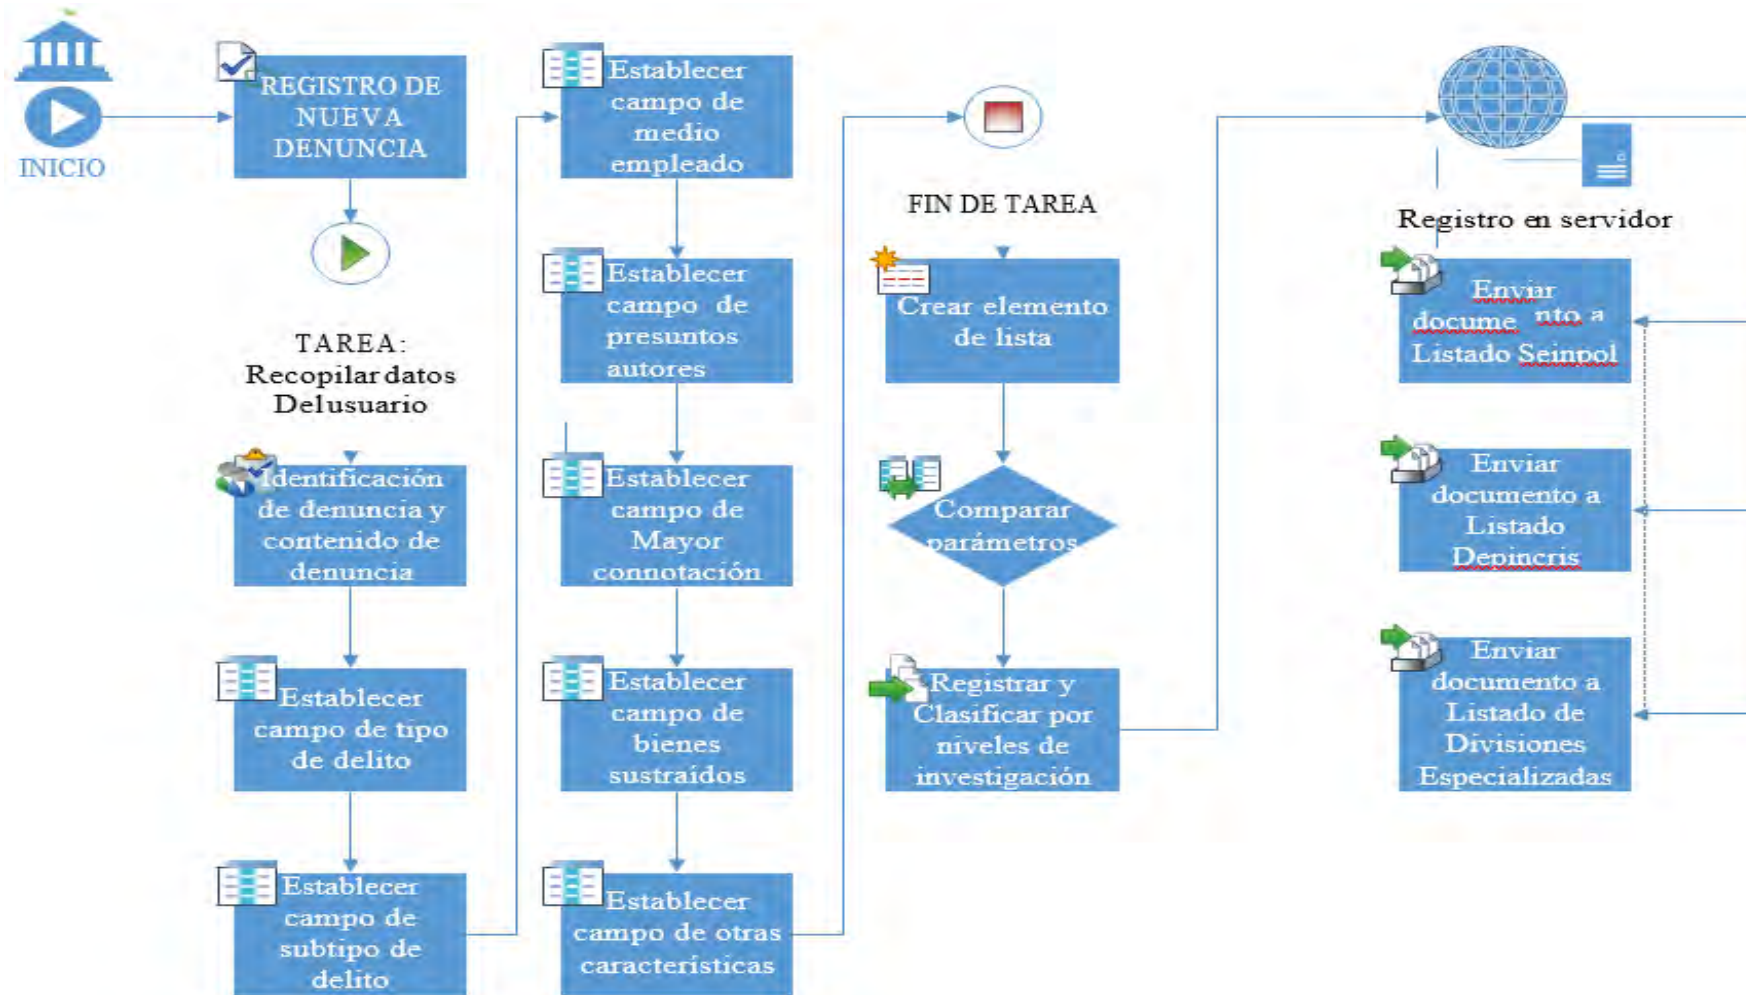 INICIO
REGISTRO DE
NUEVA
DENUNCIA
TAREA:
Recopilar datos
Delusuario
Identificación
de denuncia y
contenido de
denuncia
Establecer
campo de tipo
de delito
Establecer
campo de
subtipo de
delito
Establecer
campo de
medio
empleado
Establecer
campo de
presuntos
autores
Establecer
campo de
Mayor
connotación
Establecer
campo de
bienes
sustraídos
Establecer
campo de otras
características
FIN DE TAREA
Crear elemento
de lista
Comparar
parámetros
Registrar y
Clasificar por
niveles de
investigación
Registro en servidor
Enviar
docume nto a
Listado Seinpol
Enviar
documento a
Listado
Depincris
Enviar
documento a
Listado de
Divisiones
Especializadas